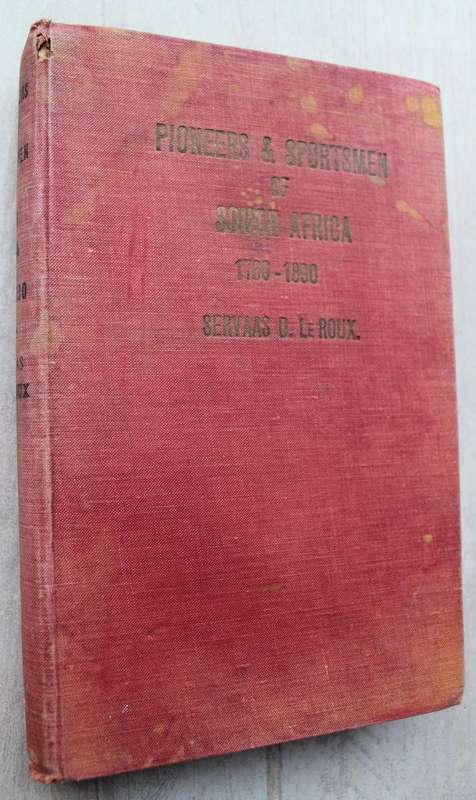 PIONEERS & SPORTSMEN
OF
SOUTH AFRICA
1760-1890
SERVAAS D. LE ROUX.